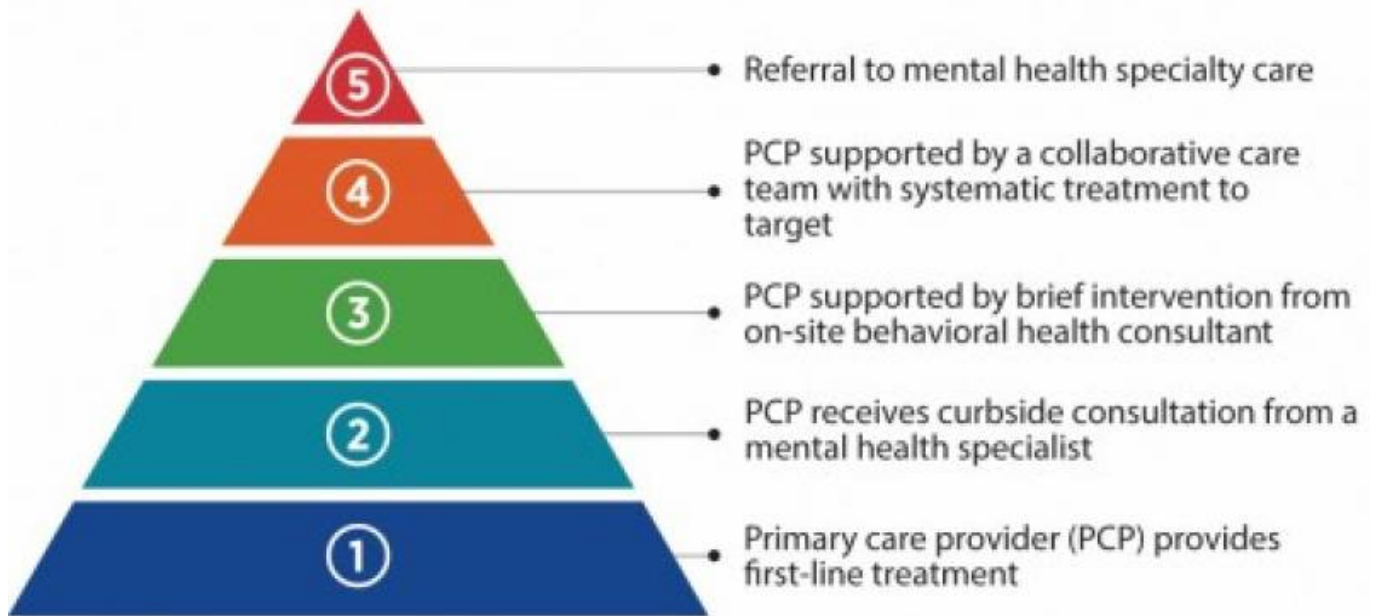 5
Referral to mental health specialty care
4
PCP supported by a collaborative care
team with systematic treatment to
target
3
PCP supported by brief intervention from
on-site behavioral health consultant
2
PCP receives curbside consultation from a
mental health specialist
1
Primary care provider (PCP) provides
first-line treatment